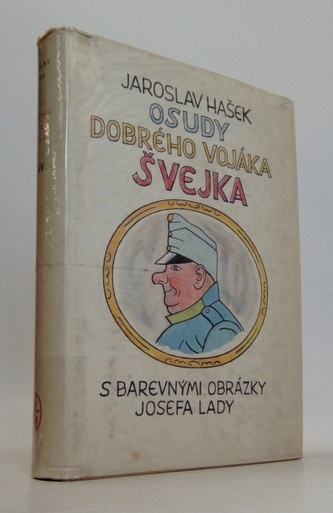 JAROSLAV HAŠEK
OSUDY
DOBRÉHO VOJÁKA
ŠVEJKA
S BAREVNÝMI OBRÁZKY
JOSEFA LADY